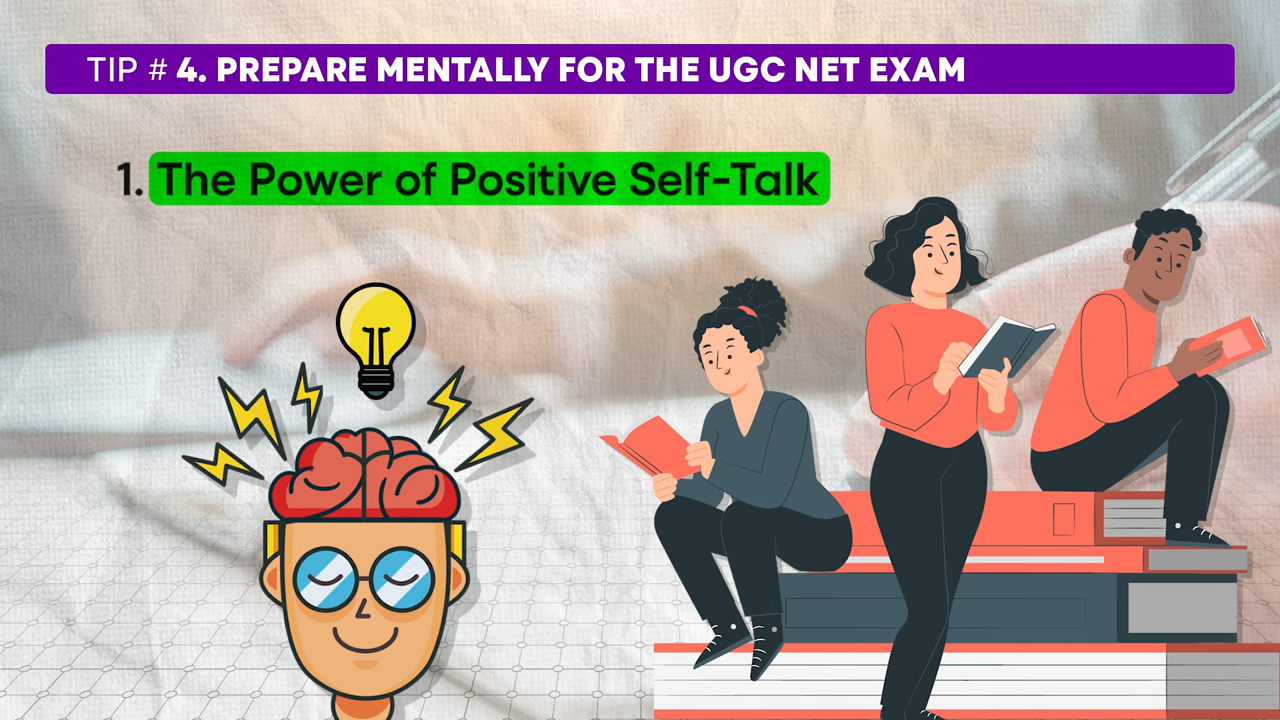 TIP # 4. PREPARE MENTALLY FOR THE UGC NET EXAM
1. The Power of Positive Self-Talk